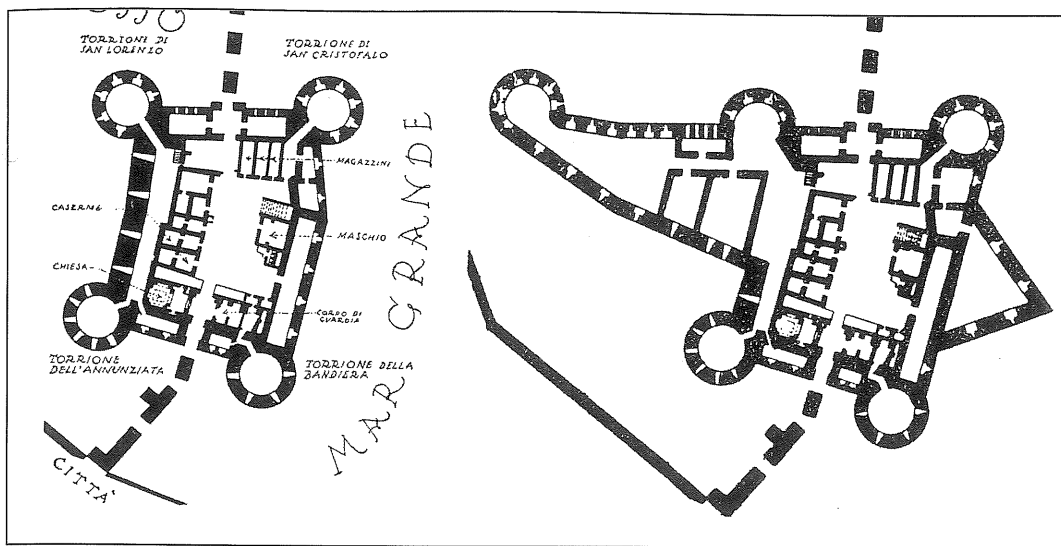 TORRIONE DI
SAN LORENZO
TORRIONE DI
SAN CRISTOFALO
MAGAZZINI
CASERME
MASCHIO
CHIESA
CORPO DI
GUARDIA
TORRIONE
DELL'ANNUNZIATA
TORRIONE DELLA
BANDIERA
MAR GRANDE
CITTÀ